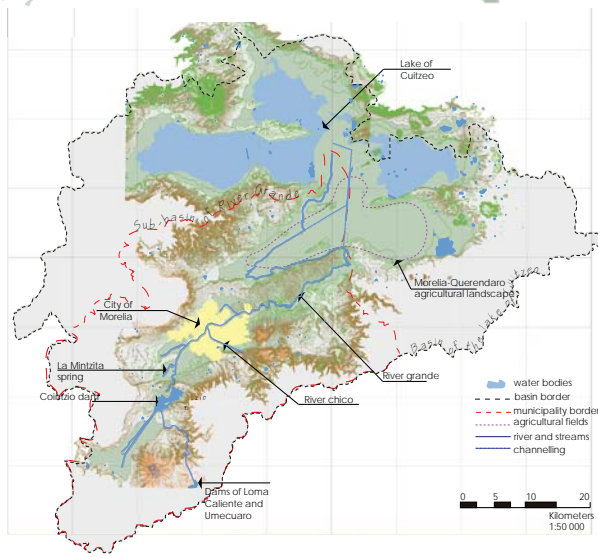 Lake of
Cuitzeo
Sub-basin of River Grande
Morelia-Querendaro
agricultural landscape
Basin of the lake of Cuitzeo
City of
Morelia
La Mintzita
spring
Cointzio dam
River grande
River chico
Dams of Loma
Caliente and
Umecuaro
water bodies
basin border
municipality border
agricultural fields
river and streams
channelling
0 5 10 20
Kilometers
1:50 000